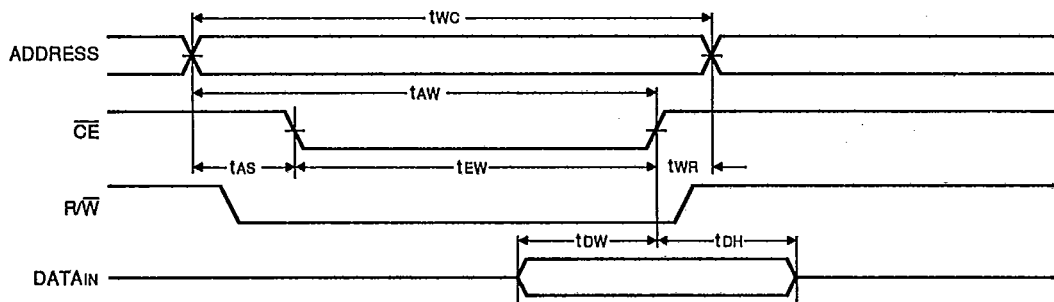 tWC
ADDRESS
tAW
CE
tAS
tEW
tWR
R/W
tDW
tDH
DATAIN